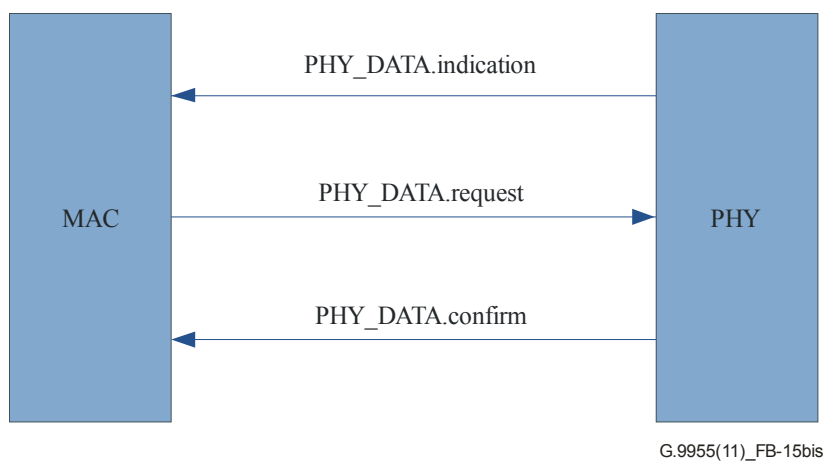 PHY_DATA.indication
PHY_DATA.request
MAC
PHY
PHY_DATA.confirm
G.9955(11)_FB-15bis